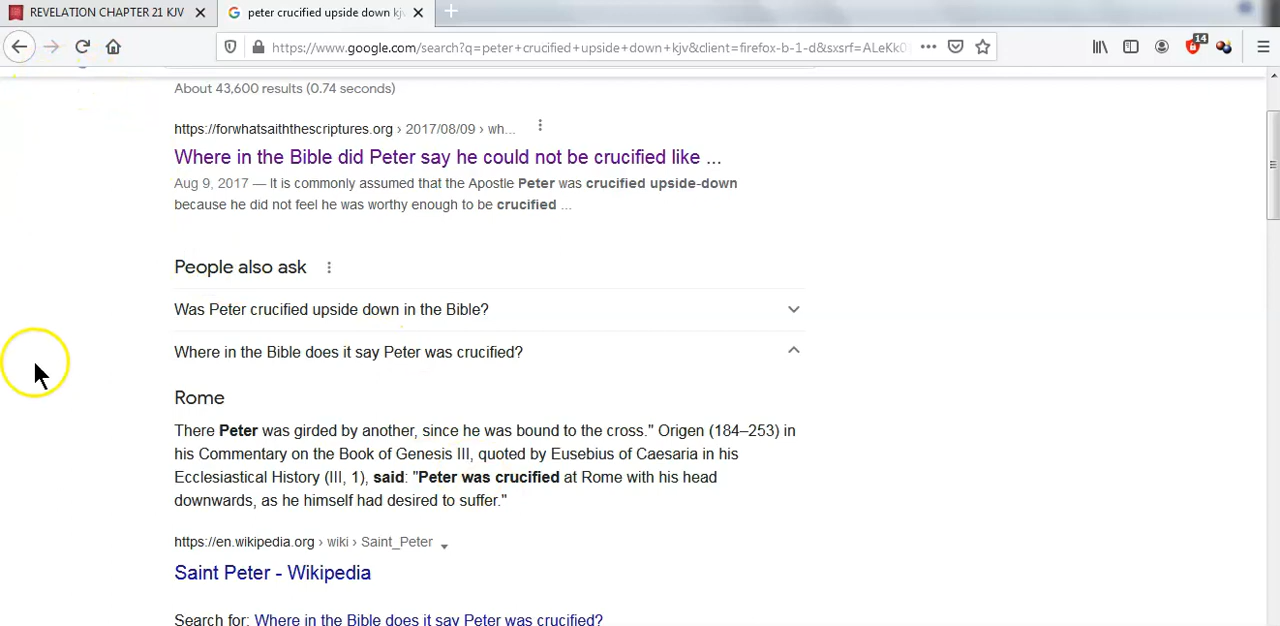 REVELATION CHAPTER 21 KJV
peter crucified upside down kjv
https://www.google.com/search?q=peter+crucified+upside+down+kjv&client=firefox-b-1-d&sxsrf=ALeKk0
14
About 43,600 results (0.74 seconds)
https://forwhatsaiththescriptures.org › 2017/08/09 › wh...
Where in the Bible did Peter say he could not be crucified like ...
Aug 9, 2017 — It is commonly assumed that the Apostle Peter was crucified upside-down
because he did not feel he was worthy enough to be crucified ...
People also ask
Was Peter crucified upside down in the Bible?
Where in the Bible does it say Peter was crucified?
Rome
There Peter was girded by another, since he was bound to the cross." Origen (184–253) in
his Commentary on the Book of Genesis III, quoted by Eusebius of Caesaria in his
Ecclesiastical History (III, 1), said: "Peter was crucified at Rome with his head
downwards, as he himself had desired to suffer."
https://en.wikipedia.org › wiki › Saint_Peter
Saint Peter - Wikipedia
Search for: Where in the Bible does it say Peter was crucified?